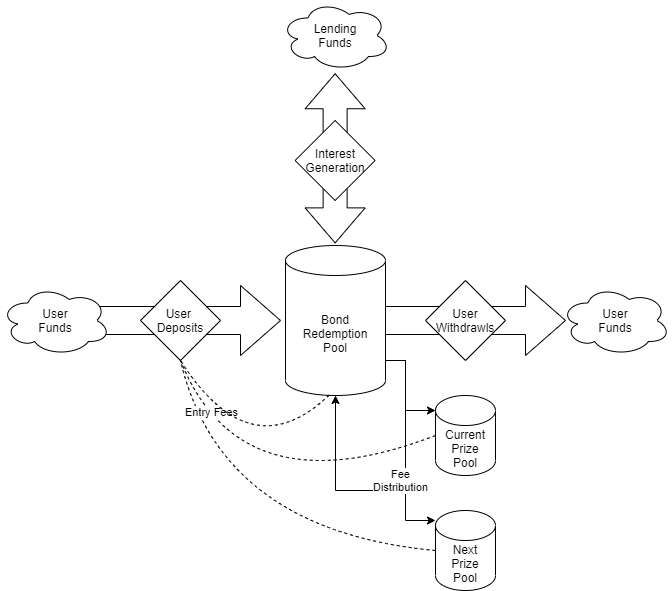 Lending
Funds
Interest
Generation
User
Funds
User
Deposits
Bond
Redemption
Pool
User
Withdrawls
User
Funds
Entry Fees
Current
Prize
Pool
Fee
Distribution
Next
Prize
Pool